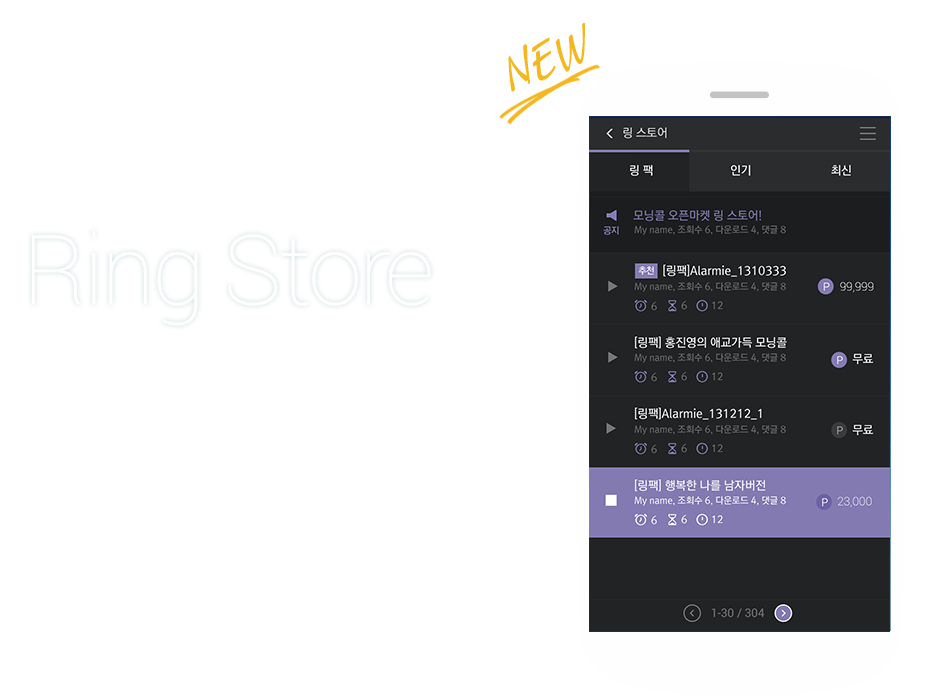 NEW
Ring Store
링 스토어
링 팩 인기 최신
모닝콜 오픈마켓 링 스토어!
공지 My name, 조회수 6, 다운로드 4, 댓글 8
추천 [링팩]Alarmie_1310333
My name, 조회수 6, 다운로드 4, 댓글 8 P 99,999
6 6 12
[링팩] 홍진영의 애교가득 모닝콜
My name, 조회수 6, 다운로드 4, 댓글 8 P 무료
6 6 12
[링팩]Alarmie_131212_1
My name, 조회수 6, 다운로드 4, 댓글 8 P 무료
6 6 12
[링팩] 행복한 나를 남자버전
My name, 조회수 6, 다운로드 4, 댓글 8 P 23,000
6 6 12
1-30 / 304